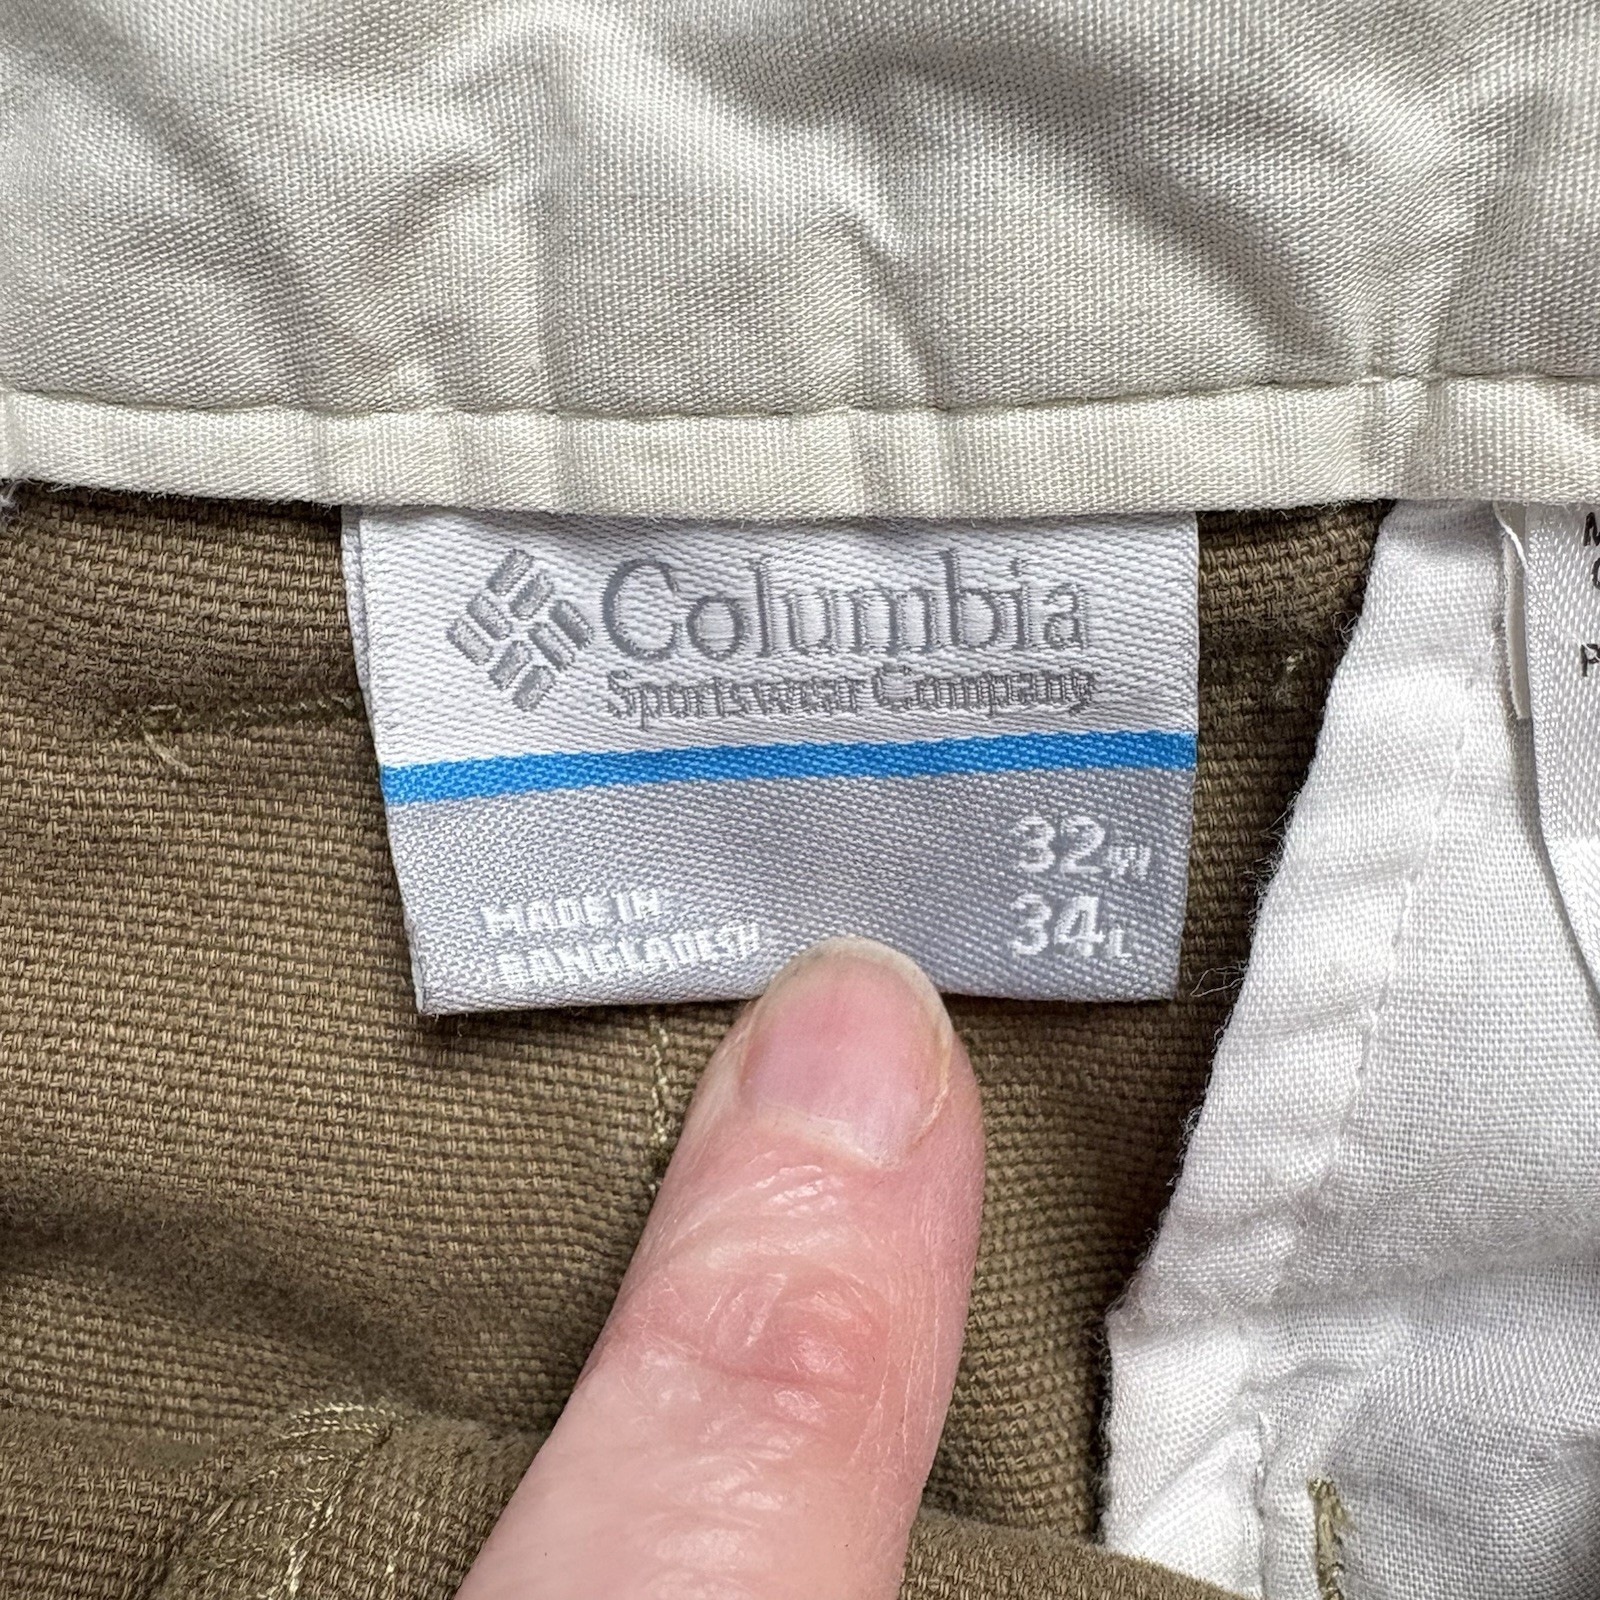 Columbia
Sportswear Company
32W
34L
MADE IN
BANGLADESH